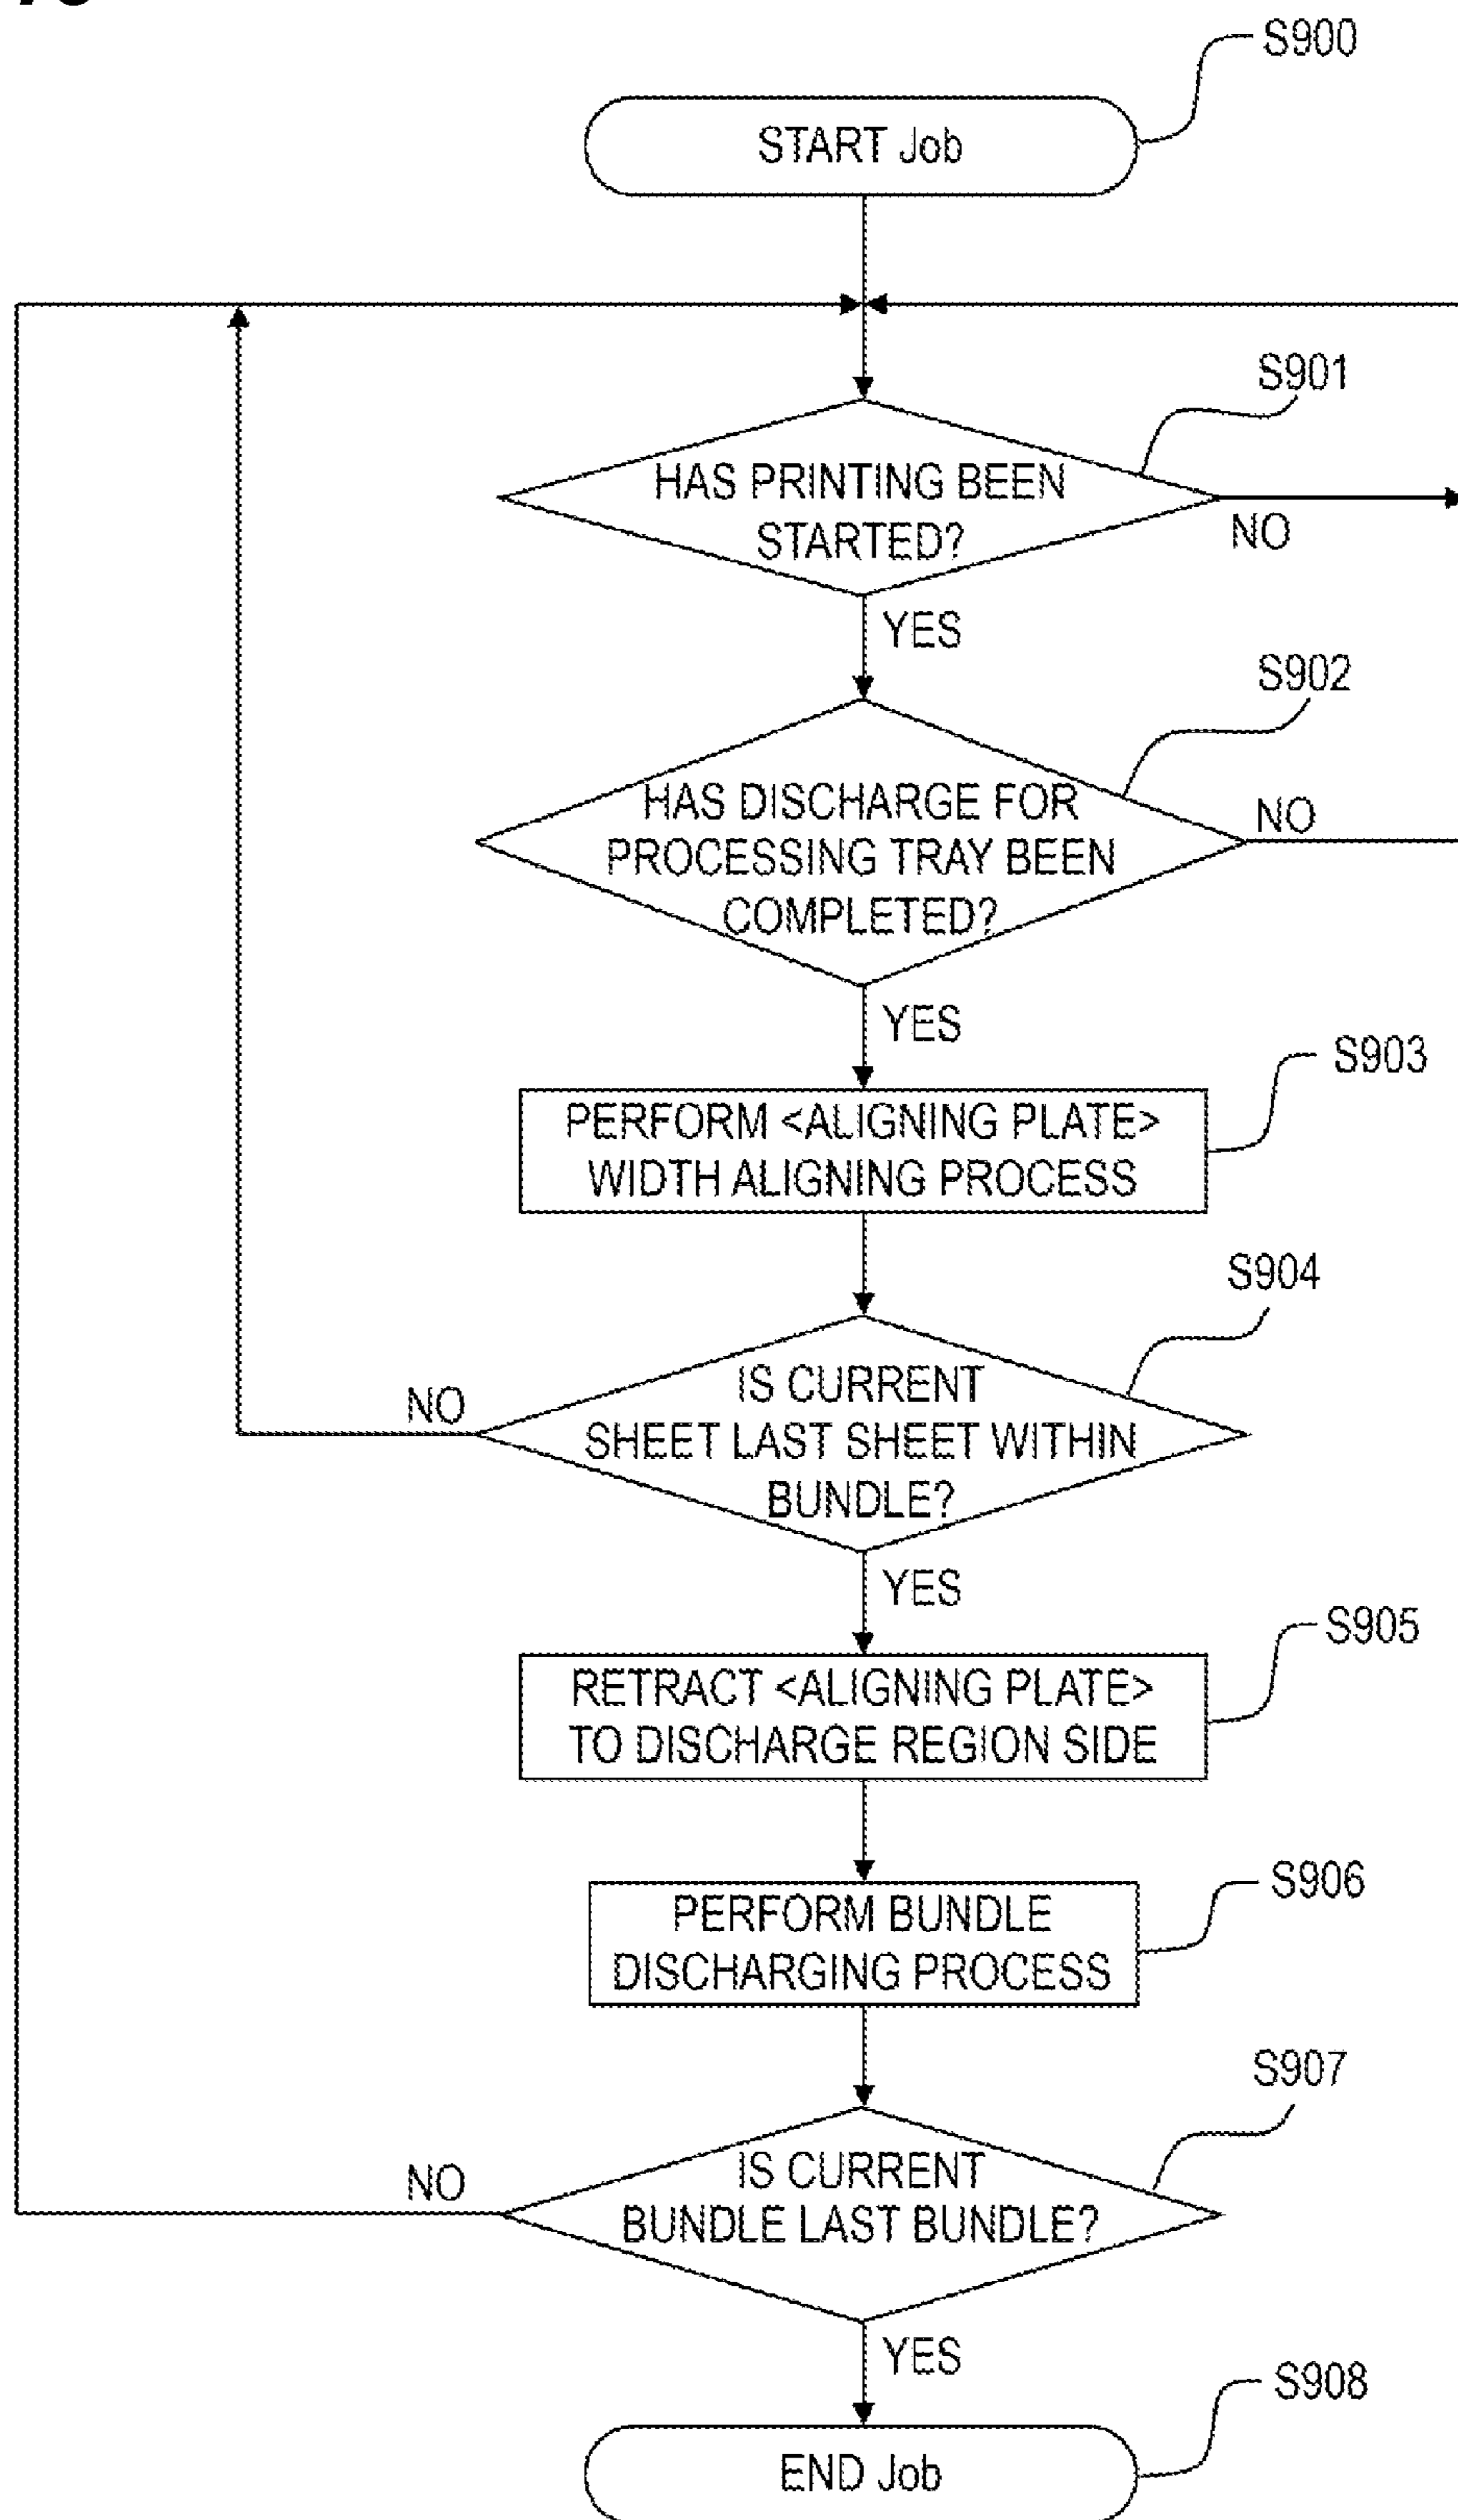 S900
START Job
S901
HAS PRINTING BEEN
STARTED?
NO
YES
S902
HAS DISCHARGE FOR
PROCESSING TRAY BEEN
COMPLETED?
NO
YES
S903
PERFORM <ALIGNING PLATE>
WIDTH ALIGNING PROCESS
S904
IS CURRENT
SHEET LAST SHEET WITHIN
BUNDLE?
NO
YES
S905
RETRACT <ALIGNING PLATE>
TO DISCHARGE REGION SIDE
S906
PERFORM BUNDLE
DISCHARGING PROCESS
S907
IS CURRENT
BUNDLE LAST BUNDLE?
NO
YES
S908
END Job